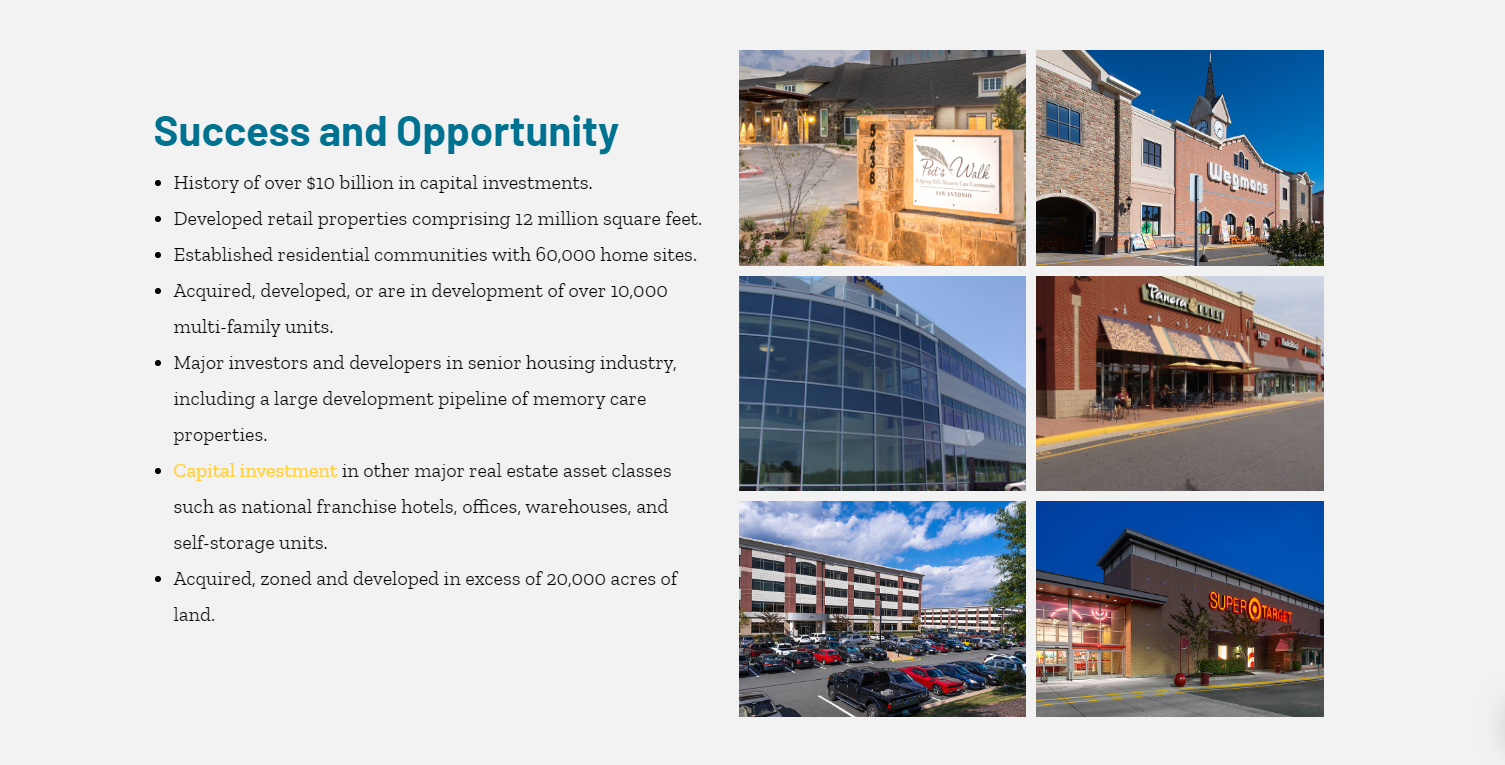 Success and Opportunity
History of over $10 billion in capital investments.
Developed retail properties comprising 12 million square feet.
Established residential communities with 60,000 home sites.
Acquired, developed, or are in development of over 10,000
multi-family units.
Major investors and developers in senior housing industry,
including a large development pipeline of memory care
properties.
Capital investment in other major real estate asset classes
such as national franchise hotels, offices, warehouses, and
self-storage units.
Acquired, zoned and developed in excess of 20,000 acres of
land.
5438
Poet's Walk
A Spring Hills Memory Care Community
SAN ANTONIO
Wegmans
Panera
SUPER TARGET